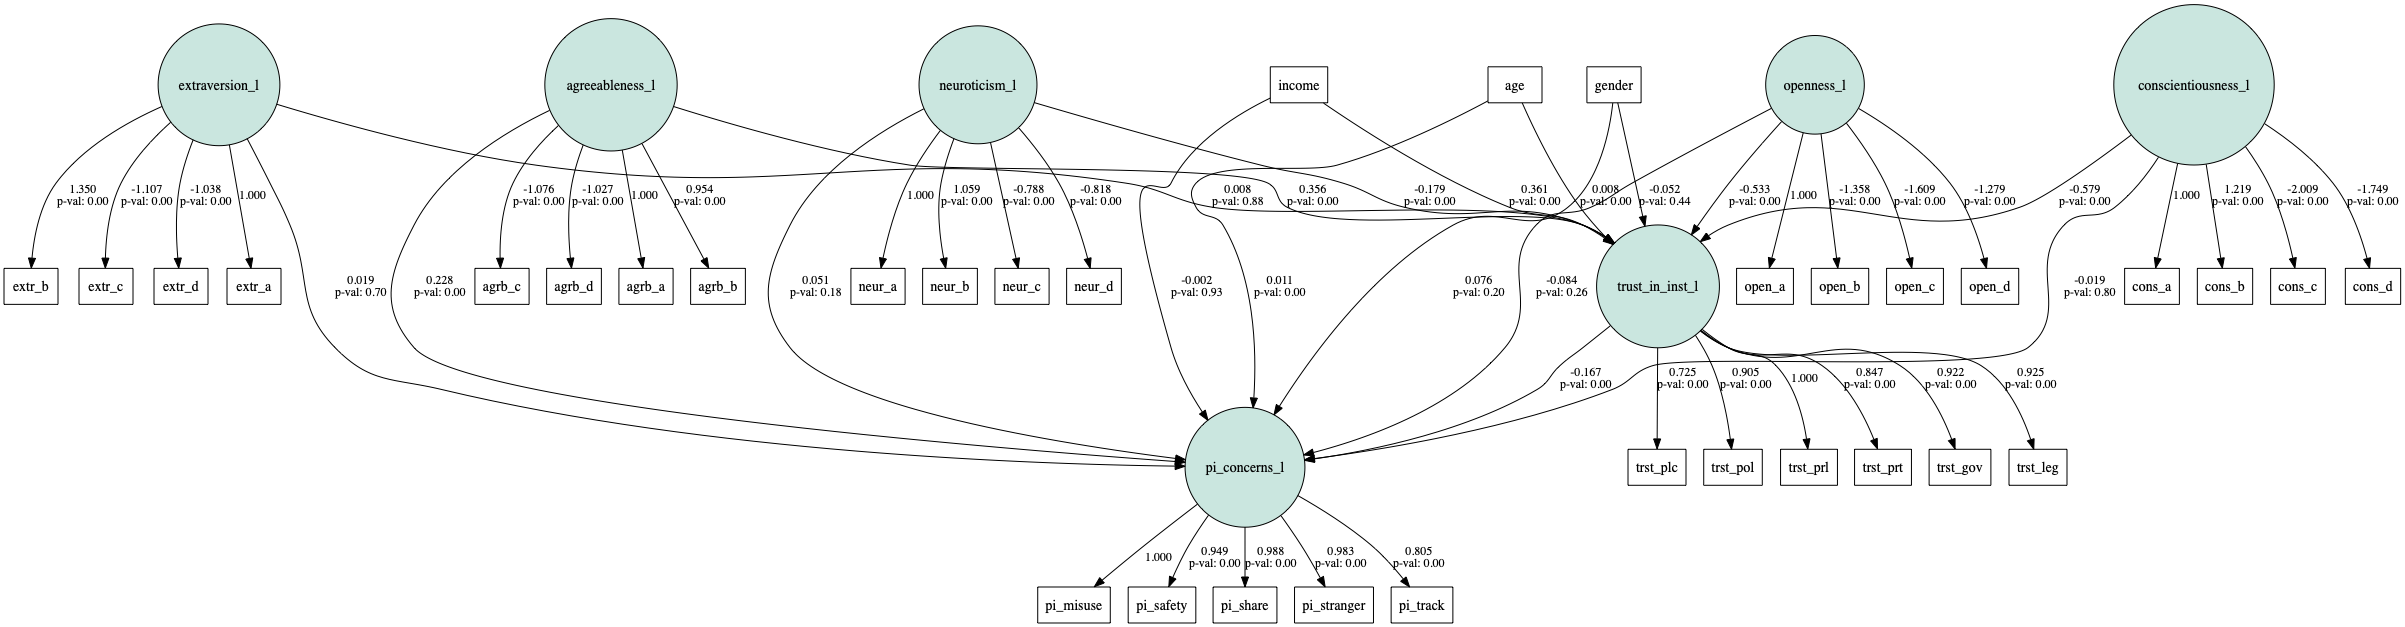 extraversion_l
agreeableness_l
neuroticism_l
income
age
gender
openness_l
conscientiousness_l
1.350
p-val: 0.00
-1.107
p-val: 0.00
-1.038
p-val: 0.00
1.000
-1.076
p-val: 0.00
-1.027
p-val: 0.00
1.000
0.954
p-val: 0.00
1.000
1.059
p-val: 0.00
-0.788
p-val: 0.00
-0.818
p-val: 0.00
0.008
p-val: 0.88
0.356
p-val: 0.00
-0.179
p-val: 0.00
0.361
p-val: 0.00
0.008
p-val: 0.00
-0.052
p-val: 0.44
-0.533
p-val: 0.00
1.000
-1.358
p-val: 0.00
-1.609
p-val: 0.00
-1.279
p-val: 0.00
-0.579
p-val: 0.00
1.000
1.219
p-val: 0.00
-2.009
p-val: 0.00
-1.749
p-val: 0.00
extr_b
extr_c
extr_d
extr_a
0.019
p-val: 0.70
0.228
p-val: 0.00
agrb_c
agrb_d
agrb_a
agrb_b
0.051
p-val: 0.18
neur_a
neur_b
neur_c
neur_d
-0.002
p-val: 0.93
0.011
p-val: 0.00
0.076
p-val: 0.20
-0.084
p-val: 0.26
trust_in_inst_l
open_a
open_b
open_c
open_d
-0.019
p-val: 0.80
cons_a
cons_b
cons_c
cons_d
-0.167
p-val: 0.00
0.725
p-val: 0.00
0.905
p-val: 0.00
1.000
0.847
p-val: 0.00
0.922
p-val: 0.00
0.925
p-val: 0.00
pi_concerns_l
trst_plc
trst_pol
trst_prl
trst_prt
trst_gov
trst_leg
1.000
0.949
p-val: 0.00
0.988
p-val: 0.00
0.983
p-val: 0.00
0.805
p-val: 0.00
pi_misuse
pi_safety
pi_share
pi_stranger
pi_track